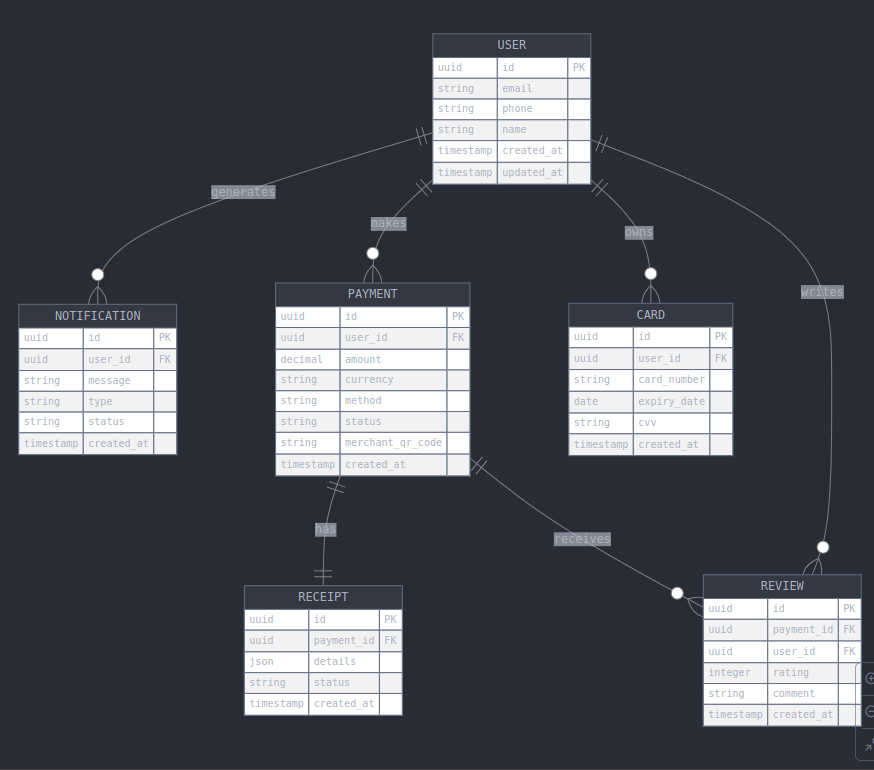 USER
uuid id PK
string email
string phone
string name
timestamp created_at
timestamp updated_at
generates
makes
owns
writes
NOTIFICATION
uuid id PK
uuid user_id FK
string message
string type
string status
timestamp created_at
PAYMENT
uuid id PK
uuid user_id FK
decimal amount
string currency
string method
string status
string merchant_qr_code
timestamp created_at
CARD
uuid id PK
uuid user_id FK
string card_number
date expiry_date
string cvv
timestamp created_at
has
receives
RECEIPT
uuid id PK
uuid payment_id FK
json details
string status
timestamp created_at
REVIEW
uuid id PK
uuid payment_id FK
uuid user_id FK
integer rating
string comment
timestamp created_at